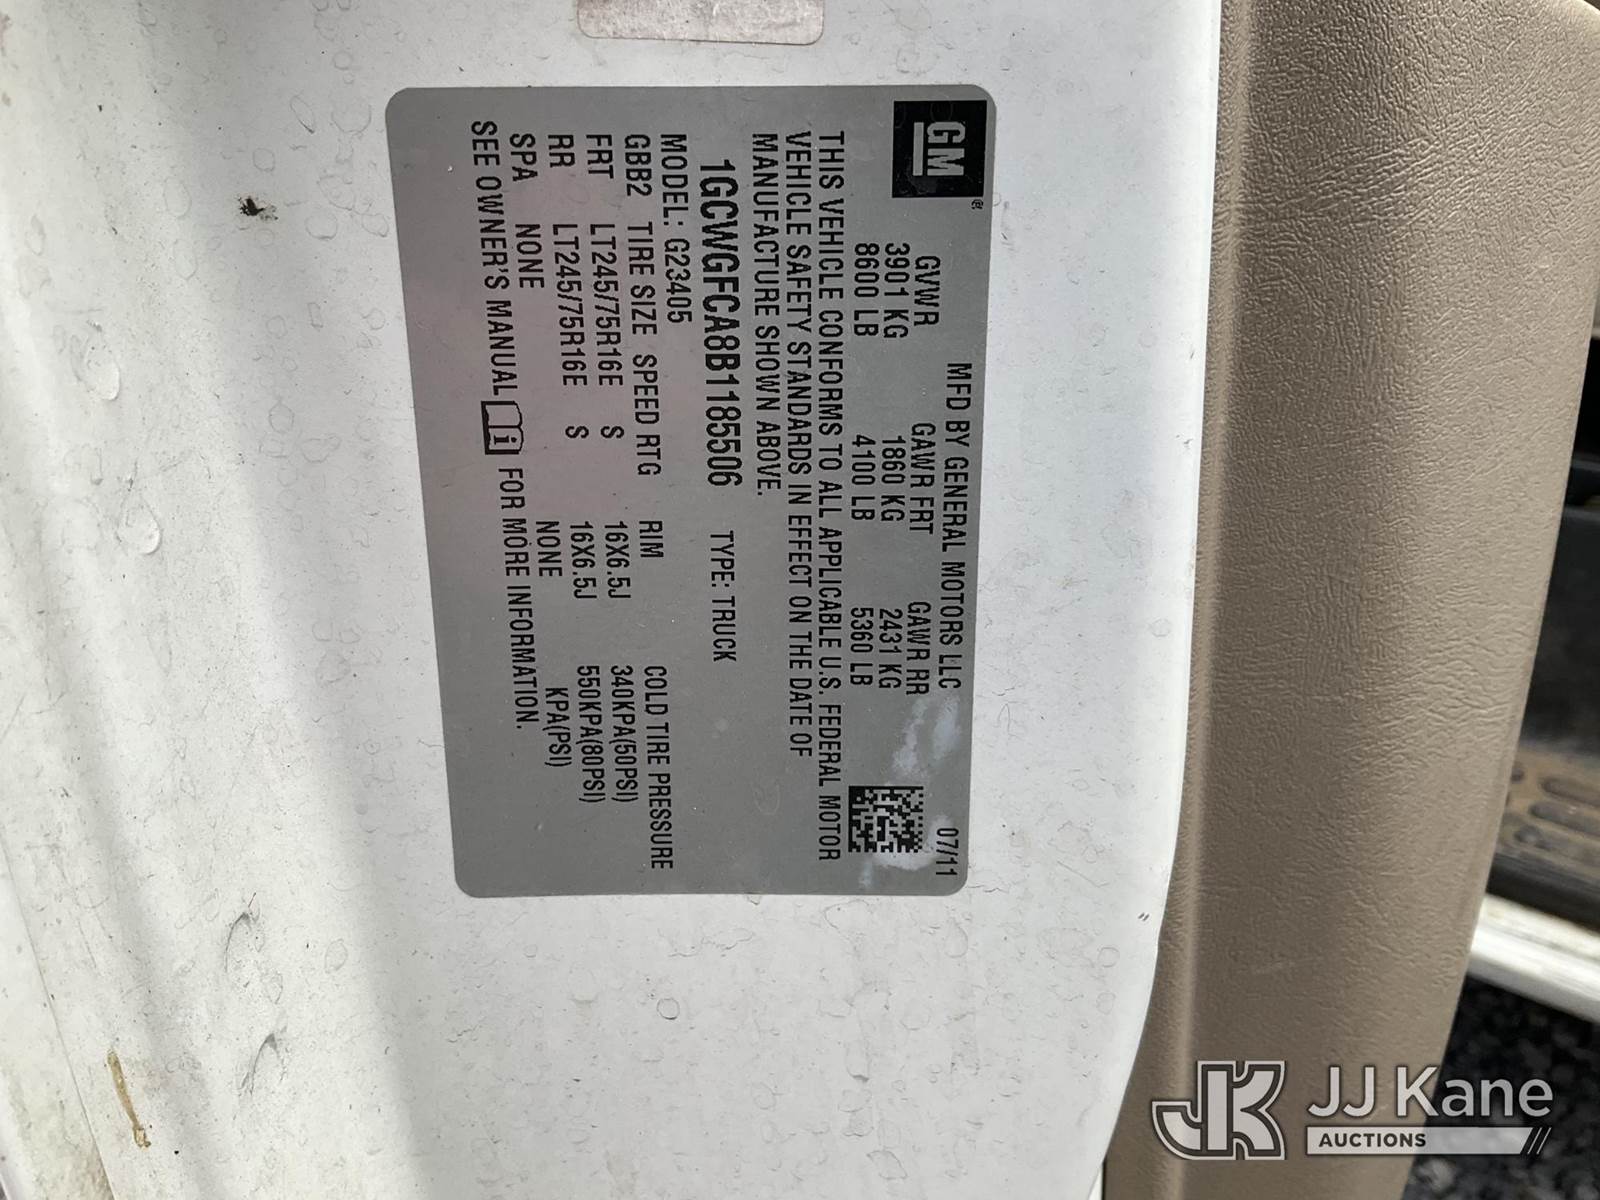 GM
MFD BY GENERAL MOTORS LLC 07/11
GVWR GAWR FRT GAWR RR
3901 KG 1860 KG 2431 KG
8600 LB 4100 LB 5360 LB
THIS VEHICLE CONFORMS TO ALL APPLICABLE U.S. FEDERAL MOTOR
VEHICLE SAFETY STANDARDS IN EFFECT ON THE DATE OF
MANUFACTURE SHOWN ABOVE.
1GCWGFCA8B1185506 TYPE: TRUCK
MODEL: G23405
GBB2 TIRE SIZE SPEED RTG RIM COLD TIRE PRESSURE
FRT LT245/75R16E S 16X6.5J 340KPA(50PSI)
RR LT245/75R16E S 16X6.5J 550KPA(80PSI)
SPA NONE NONE KPA(PSI)
SEE OWNER'S MANUAL i FOR MORE INFORMATION.
JK JJ Kane
AUCTIONS